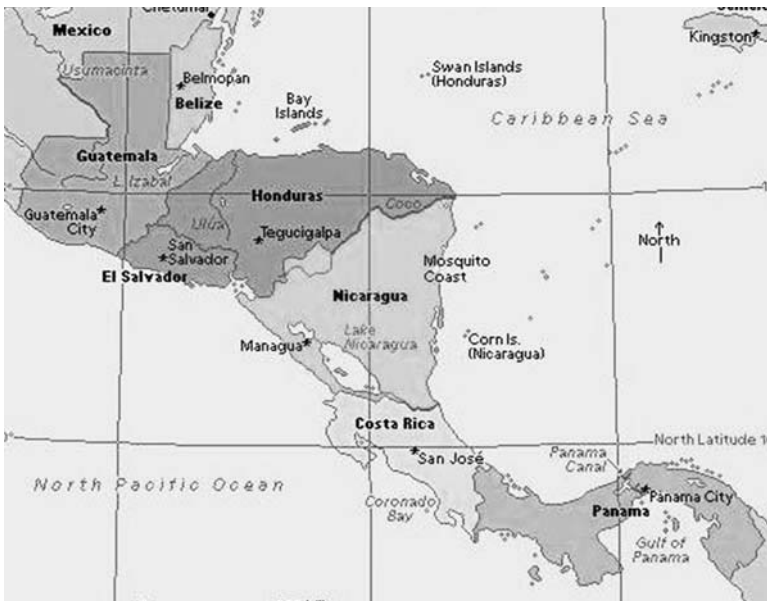 Mexico
Kingston
Swan Islands
(Honduras)
Usumacinta
Belmopan
Belize
Bay
Islands
Caribbean Sea
Guatemala
L. Izabal
Honduras
Coco
Guatemala
City
Ulua
Tegucigalpa
North
San
Salvador
El Salvador
Mosquito
Coast
Nicaragua
Lake
Nicaragua
Managua
Corn Is.
(Nicaragua)
Costa Rica
North Latitude 1
San José
Panama
Canal
North Pacific Ocean
Coronado
Bay
Panama City
Panama
Gulf of
Panama